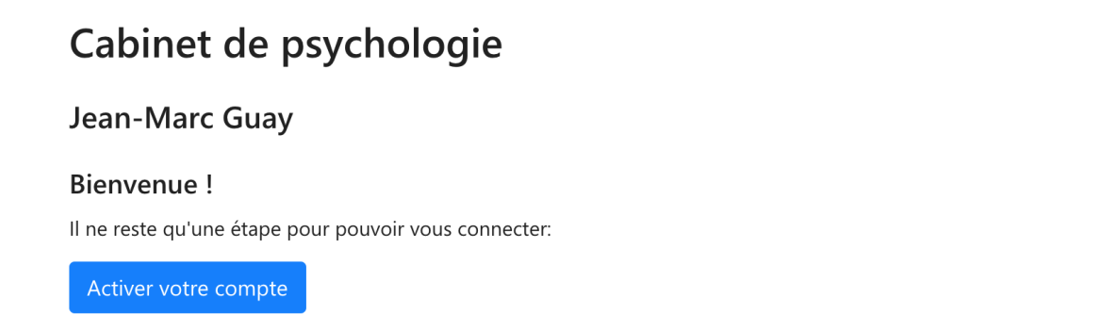 Cabinet de psychologie
Jean-Marc Guay
Bienvenue !
Il ne reste qu'une étape pour pouvoir vous connecter:
Activer votre compte